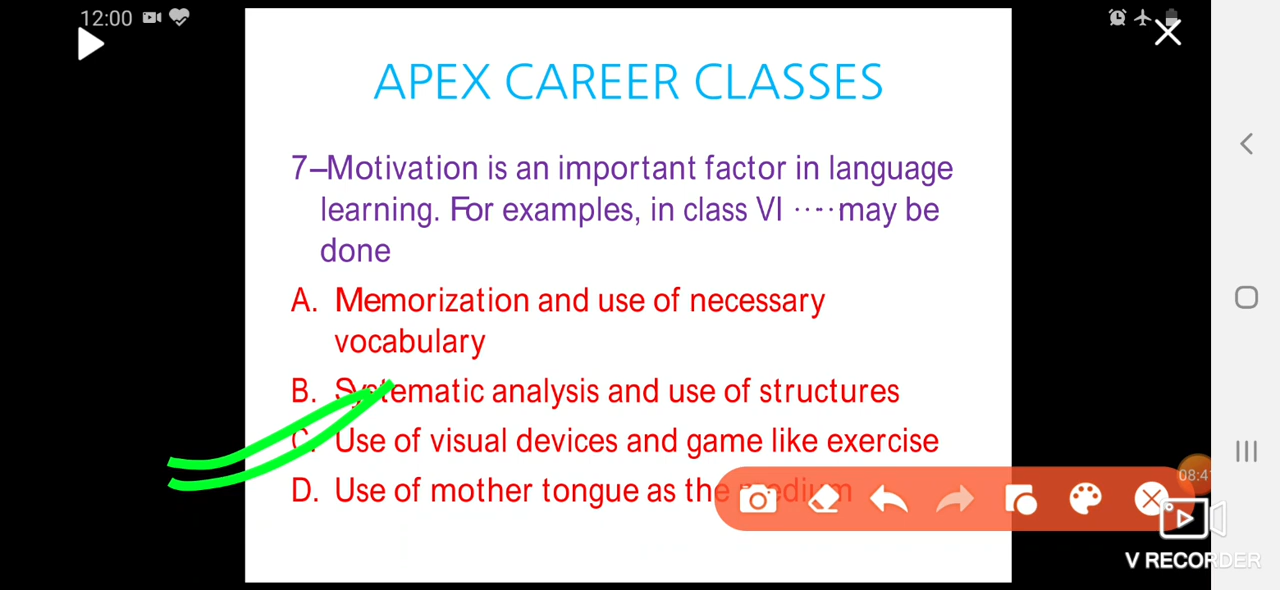 12:00
APEX CAREER CLASSES
7–Motivation is an important factor in language
learning. For examples, in class VI ..... may be
done
A. Memorization and use of necessary
vocabulary
B. Systematic analysis and use of structures
C. Use of visual devices and game like exercise
D. Use of mother tongue as the medium
V RECORDER